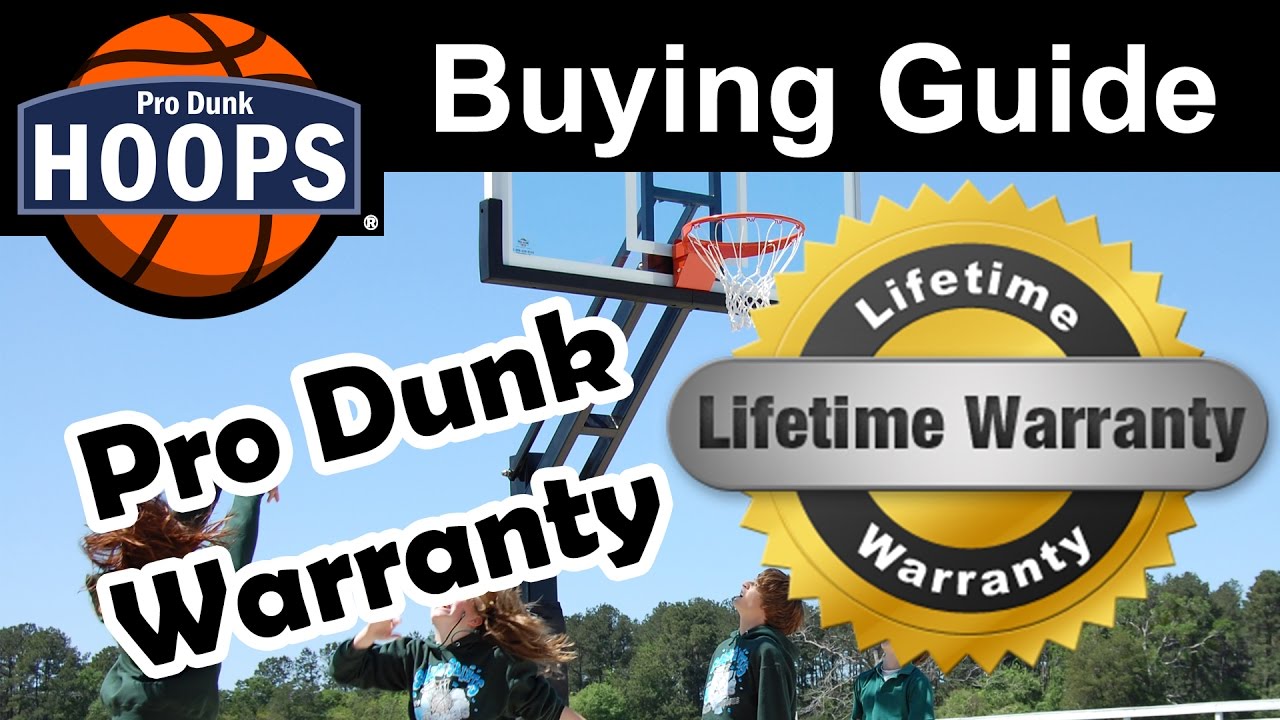 Pro Dunk
HOOPS
®
Buying Guide
Pro Dunk
Warranty
Lifetime
Lifetime Warranty
Warranty